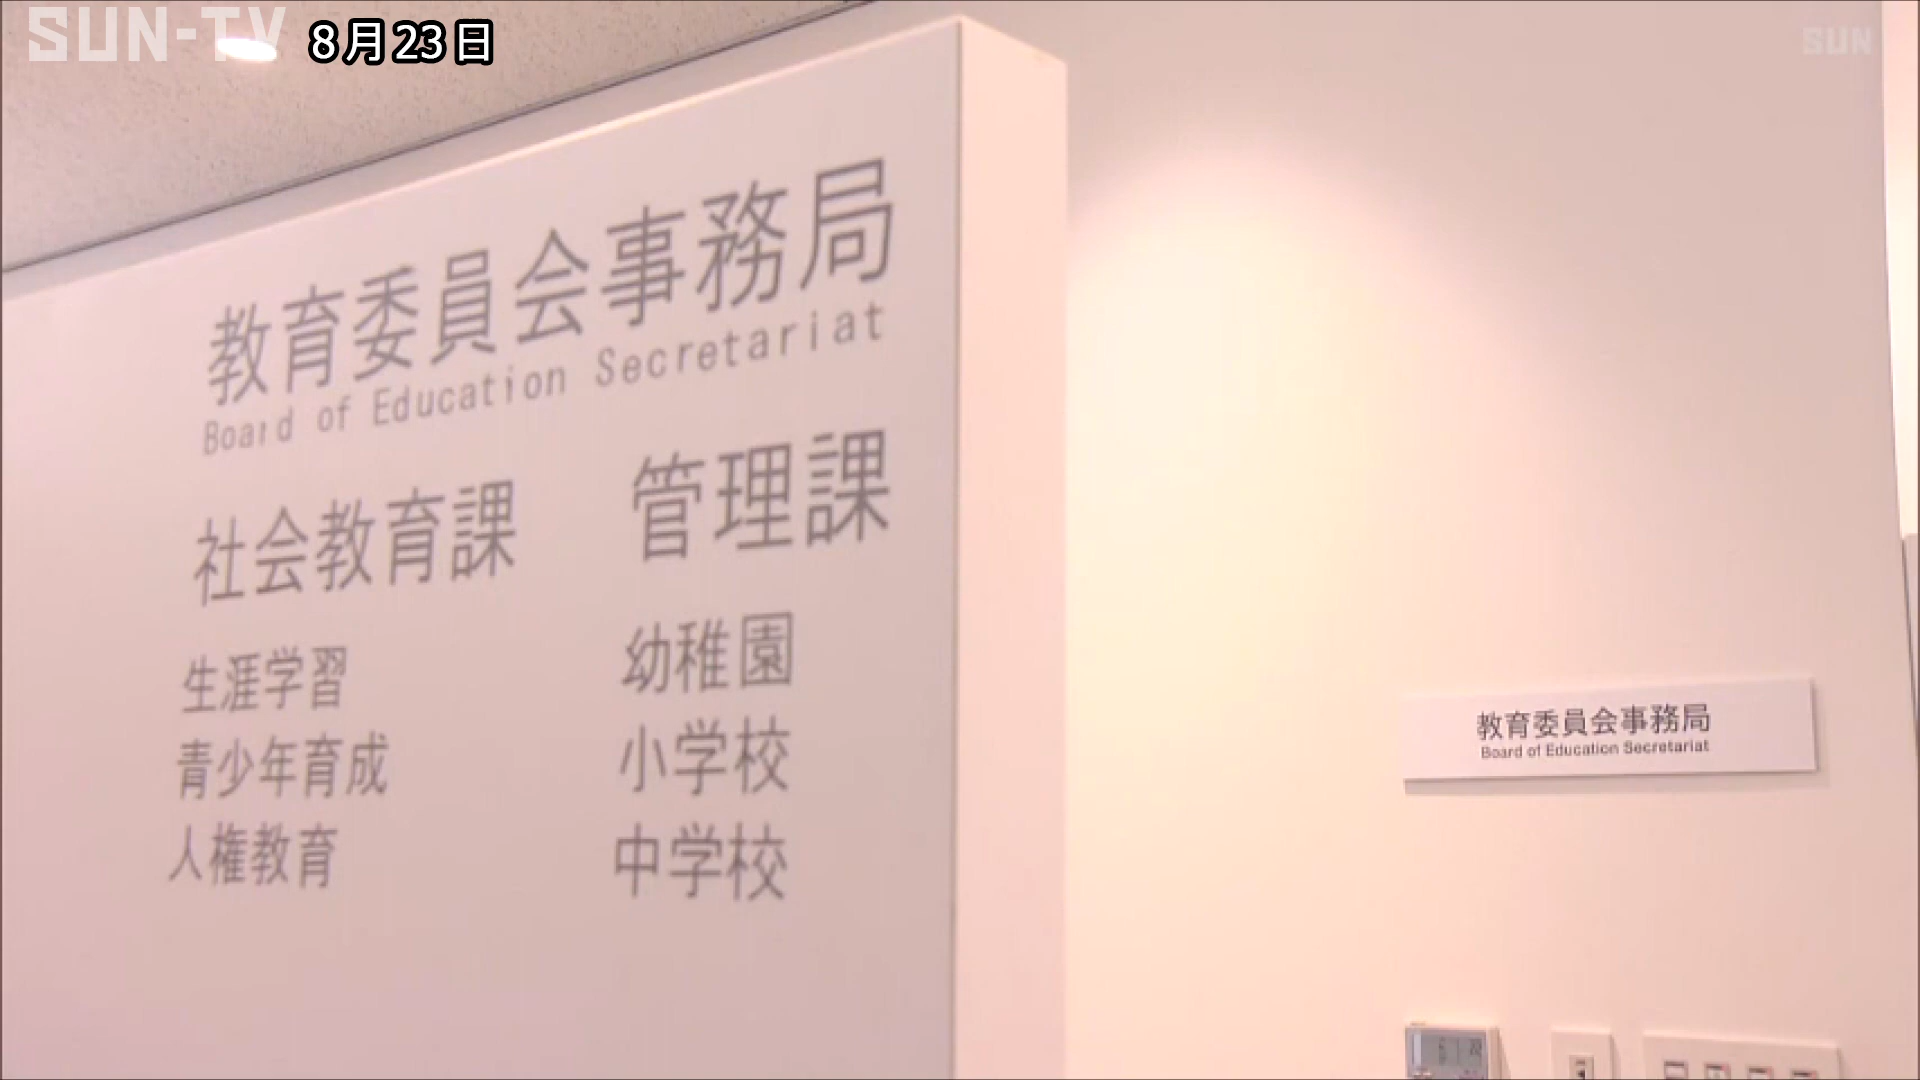 SUN-TV
8月23日
SUN
教育委員会事務局
Board of Education Secretariat
社会教育課
管理課
生涯学習
幼稚園
青少年育成
小学校
人権教育
中学校
教育委員会事務局
Board of Education Secretariat